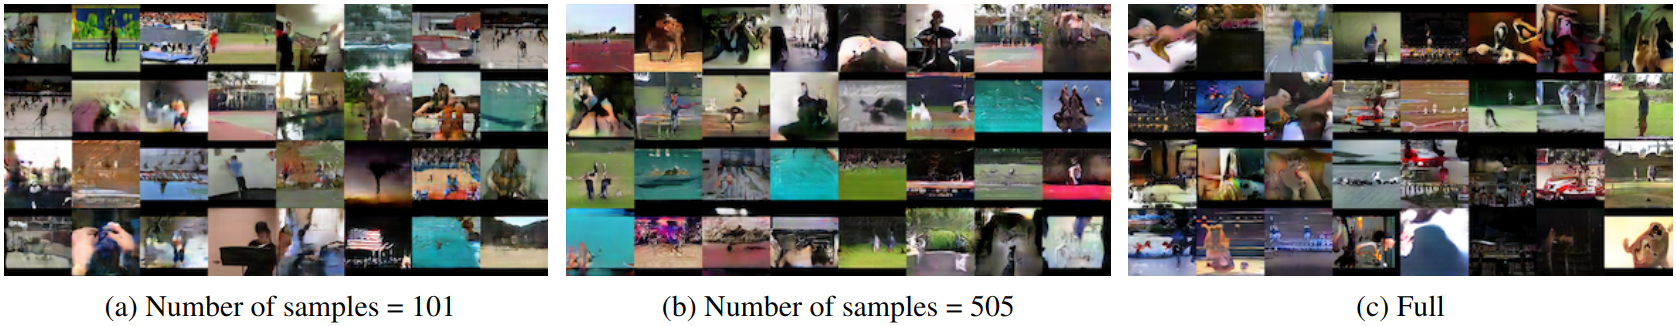 (a) Number of samples = 101
(b) Number of samples = 505
(c) Full